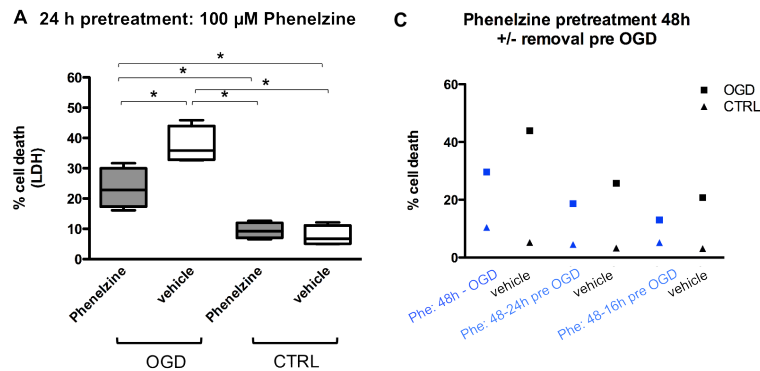 A 24 h pretreatment: 100 µM Phenelzine
* * * * * *
60
50
40
30
20
10
0
% cell death
(LDH)
Phenelzine
vehicle
Phenelzine
vehicle
OGD
CTRL
C Phenelzine pretreatment 48h
+/- removal pre OGD
OGD
CTRL
60
40
20
0
% cell death
Phe: 48h - OGD
vehicle
Phe: 48-24h pre OGD
vehicle
Phe: 48-16h pre OGD
vehicle